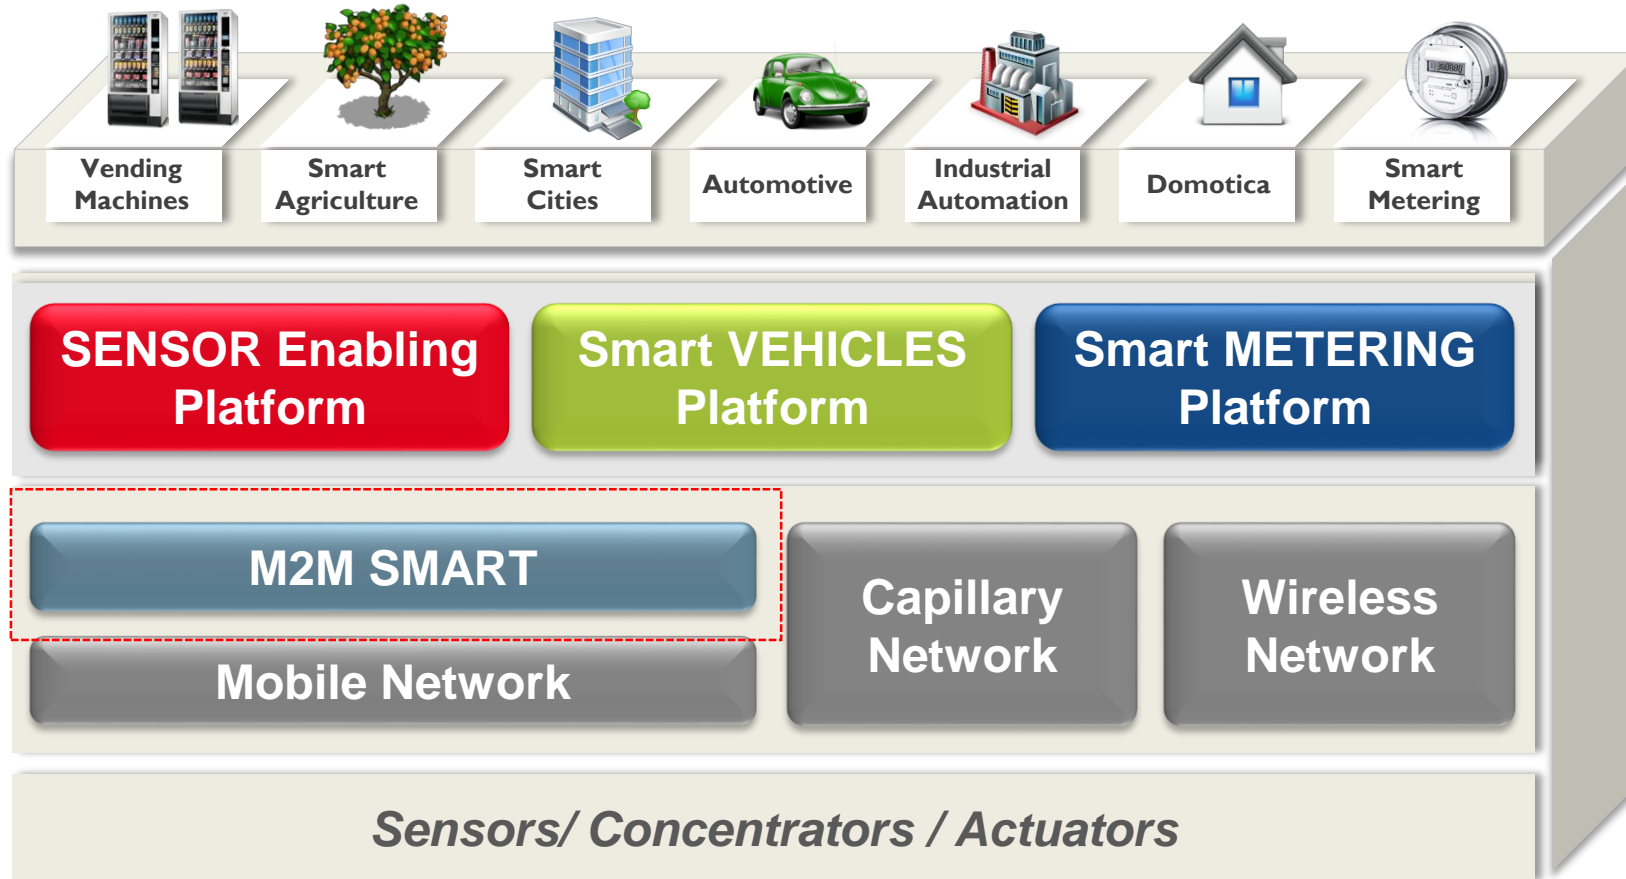 Vending
Machines
Smart
Agriculture
Smart
Cities
Automotive
Industrial
Automation
Domotica
Smart
Metering
SENSOR Enabling
Platform
Smart VEHICLES
Platform
Smart METERING
Platform
M2M SMART
Mobile Network
Capillary
Network
Wireless
Network
Sensors/ Concentrators / Actuators